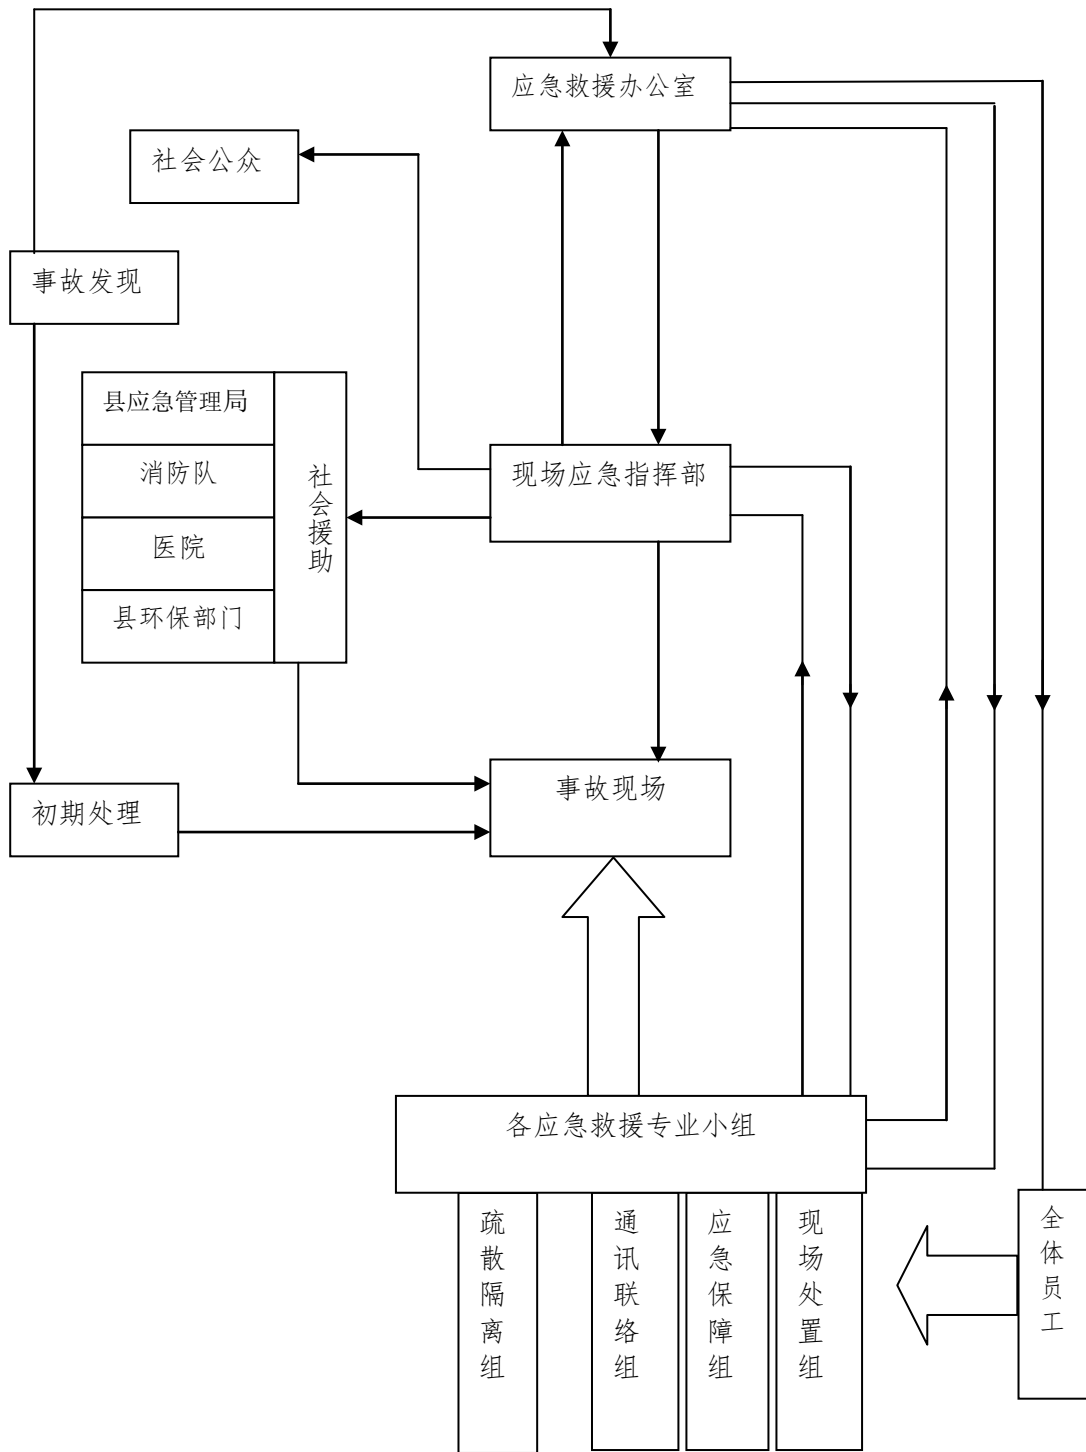 应急救援办公室
社会公众
事故发现
县应急管理局
消防队
医院
县环保部门
社会援助
现场应急指挥部
初期处理
事故现场
各应急救援专业小组
疏散隔离组
通讯联络组
应急保障组
现场处置组
全体员工